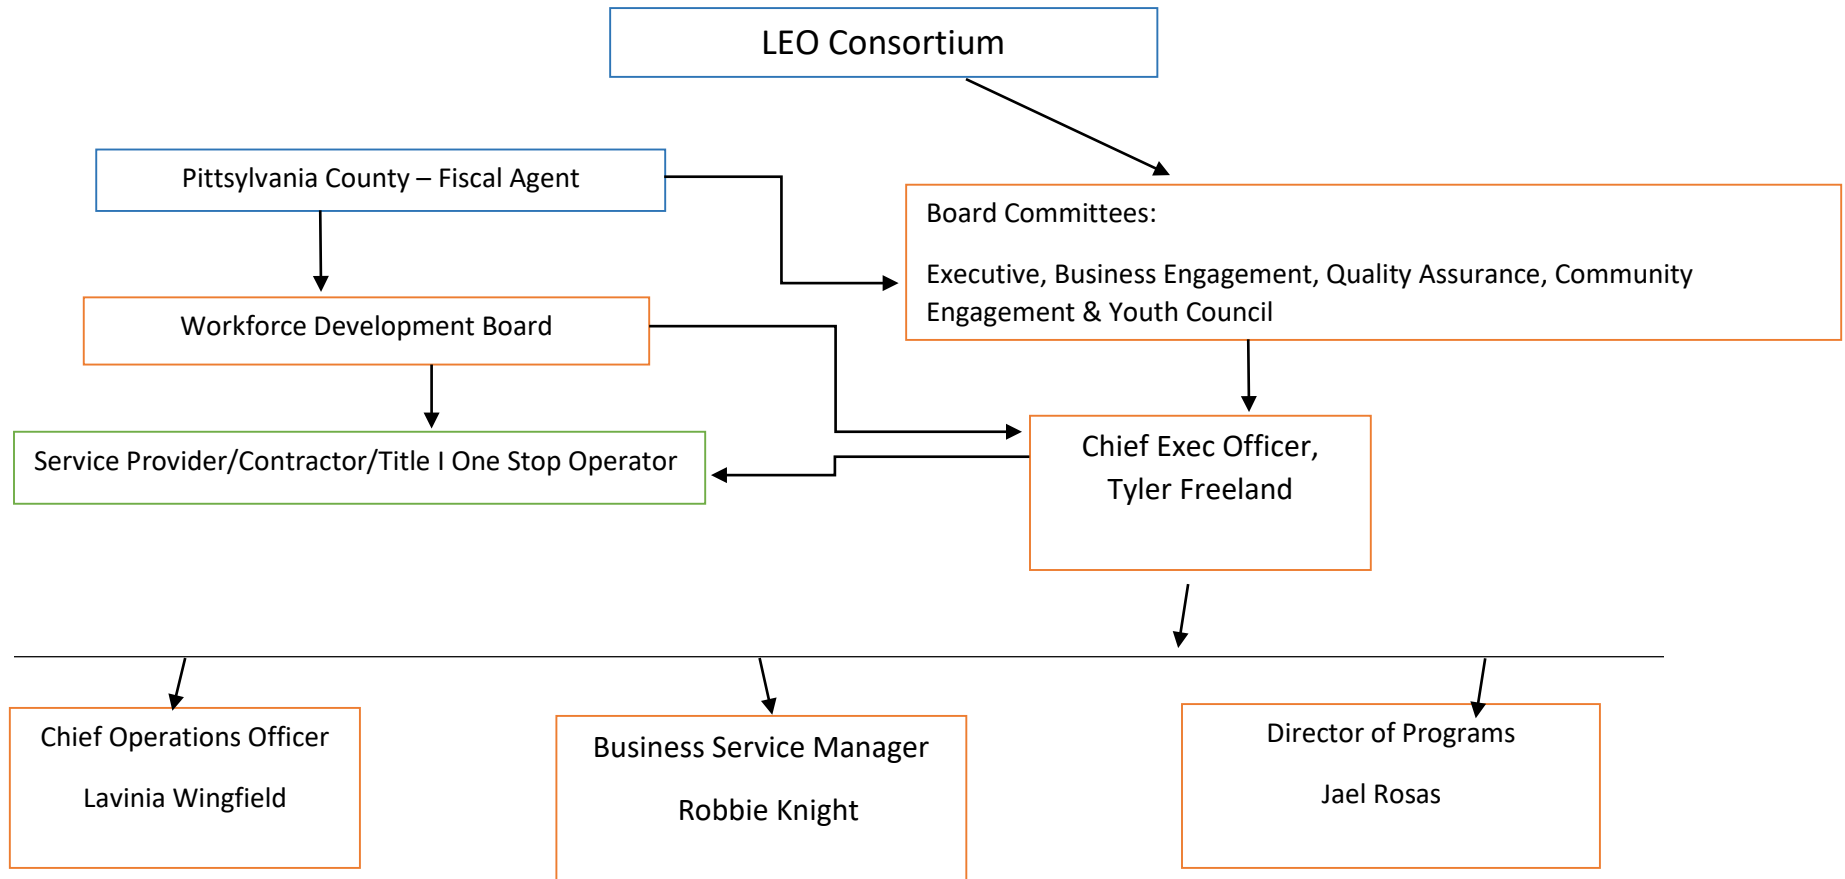 LEO Consortium
Pittsylvania County – Fiscal Agent
Board Committees:
Executive, Business Engagement, Quality Assurance, Community
Engagement & Youth Council
Workforce Development Board
Service Provider/Contractor/Title I One Stop Operator
Chief Exec Officer,
Tyler Freeland
Chief Operations Officer
Lavinia Wingfield
Business Service Manager
Robbie Knight
Director of Programs
Jael Rosas